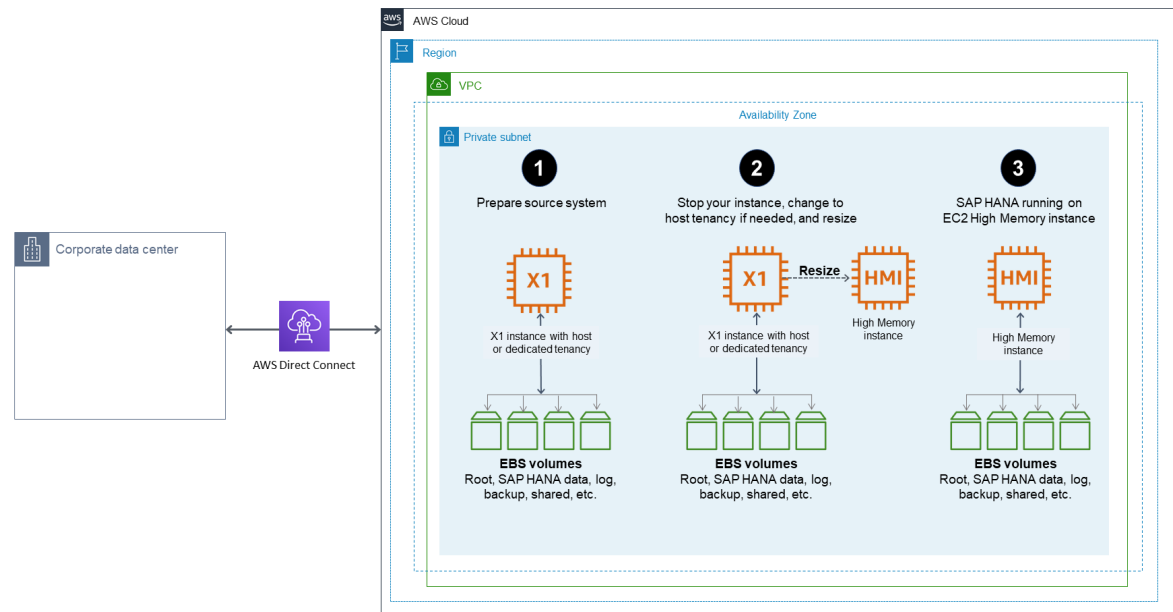 aws
AWS Cloud
Region
VPC
Availability Zone
Private subnet
1
Prepare source system
2
Stop your instance, change to
host tenancy if needed, and resize
3
SAP HANA running on
EC2 High Memory instance
Corporate data center
AWS Direct Connect
X1
X1 instance with host
or dedicated tenancy
EBS volumes
Root, SAP HANA data, log,
backup, shared, etc.
X1
Resize
HMI
High Memory
instance
X1 instance with host
or dedicated tenancy
EBS volumes
Root, SAP HANA data, log,
backup, shared, etc.
HMI
High Memory
instance
EBS volumes
Root, SAP HANA data, log,
backup, shared, etc.